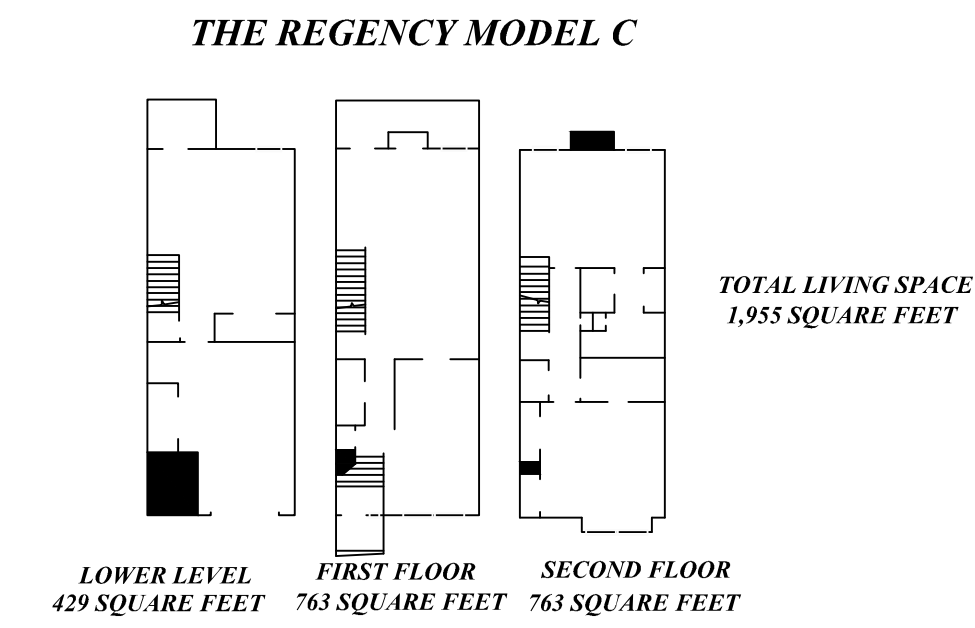 THE REGENCY MODEL C
TOTAL LIVING SPACE
1,955 SQUARE FEET
LOWER LEVEL
429 SQUARE FEET
FIRST FLOOR
763 SQUARE FEET
SECOND FLOOR
763 SQUARE FEET